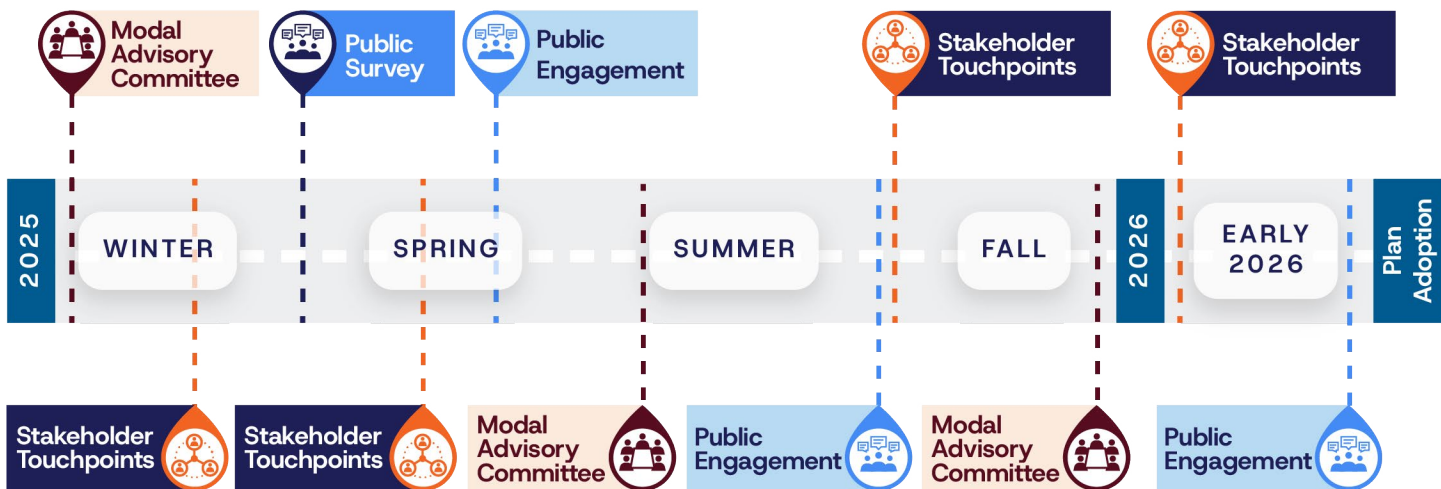 Modal
Advisory
Committee
Public
Survey
Public
Engagement
Stakeholder
Touchpoints
Stakeholder
Touchpoints
2025
WINTER
SPRING
SUMMER
FALL
2026
EARLY
2026
Plan
Adoption
Stakeholder
Touchpoints
Stakeholder
Touchpoints
Modal
Advisory
Committee
Public
Engagement
Modal
Advisory
Committee
Public
Engagement